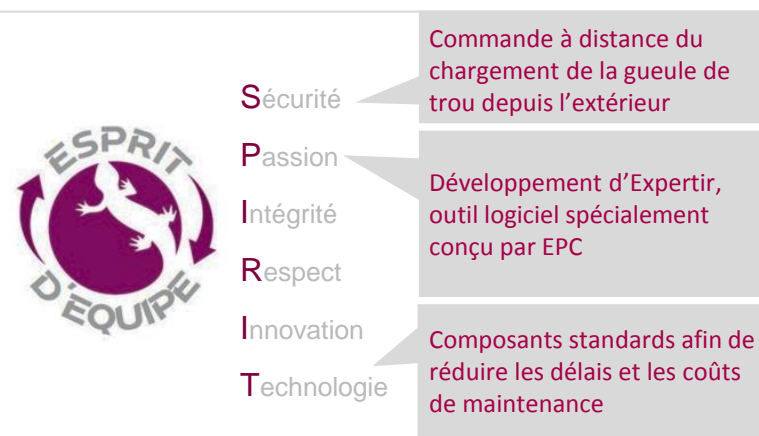 ESPRIT
D'ÉQUIPE
Sécurité
Passion
Intégrité
Respect
Innovation
Technologie
Commande à distance du
chargement de la gueule de
trou depuis l'extérieur
Développement d'Expertir,
outil logiciel spécialement
conçu par EPC
Composants standards afin de
réduire les délais et les coûts
de maintenance